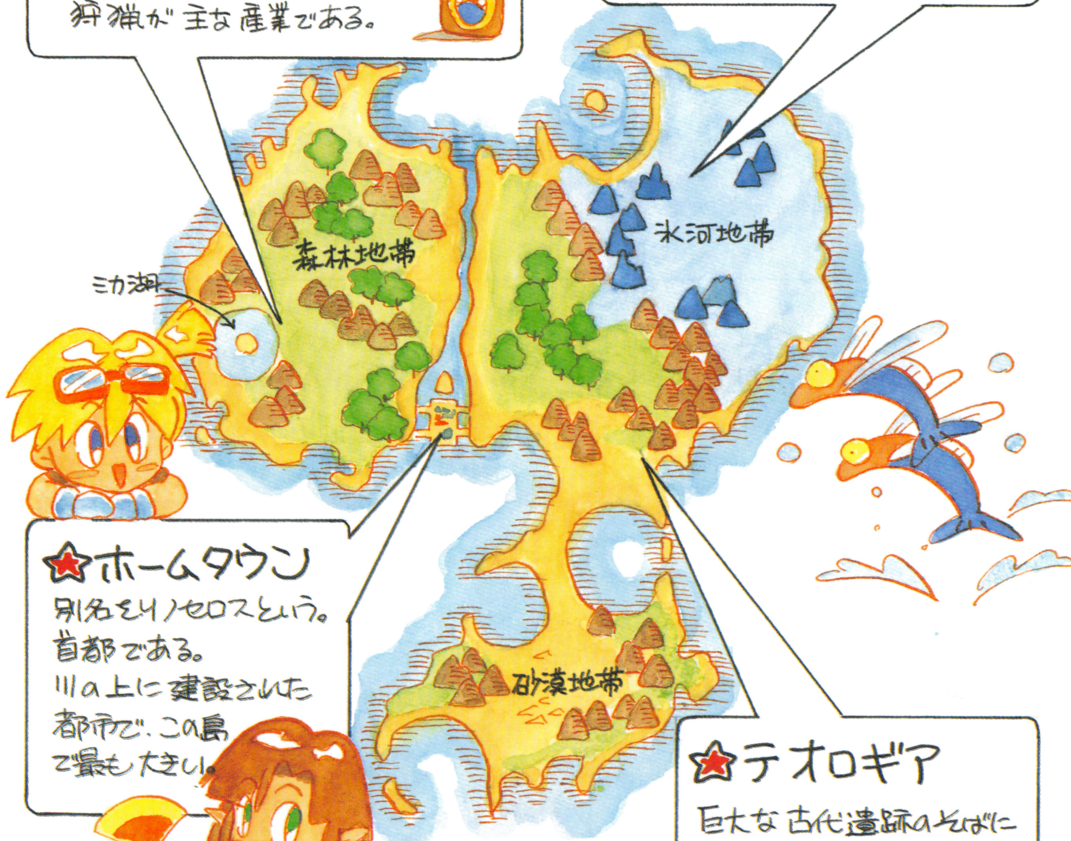 狩猟が主な産業である。
森林地帯
氷河地帯
ミカ湖
★ホームタウン
別名をリノセロスという。
首都である。
川の上に建設された
都市で、この島
で最も大きい。
砂漠地帯
★テオロギア
巨大な古代遺跡のそばに